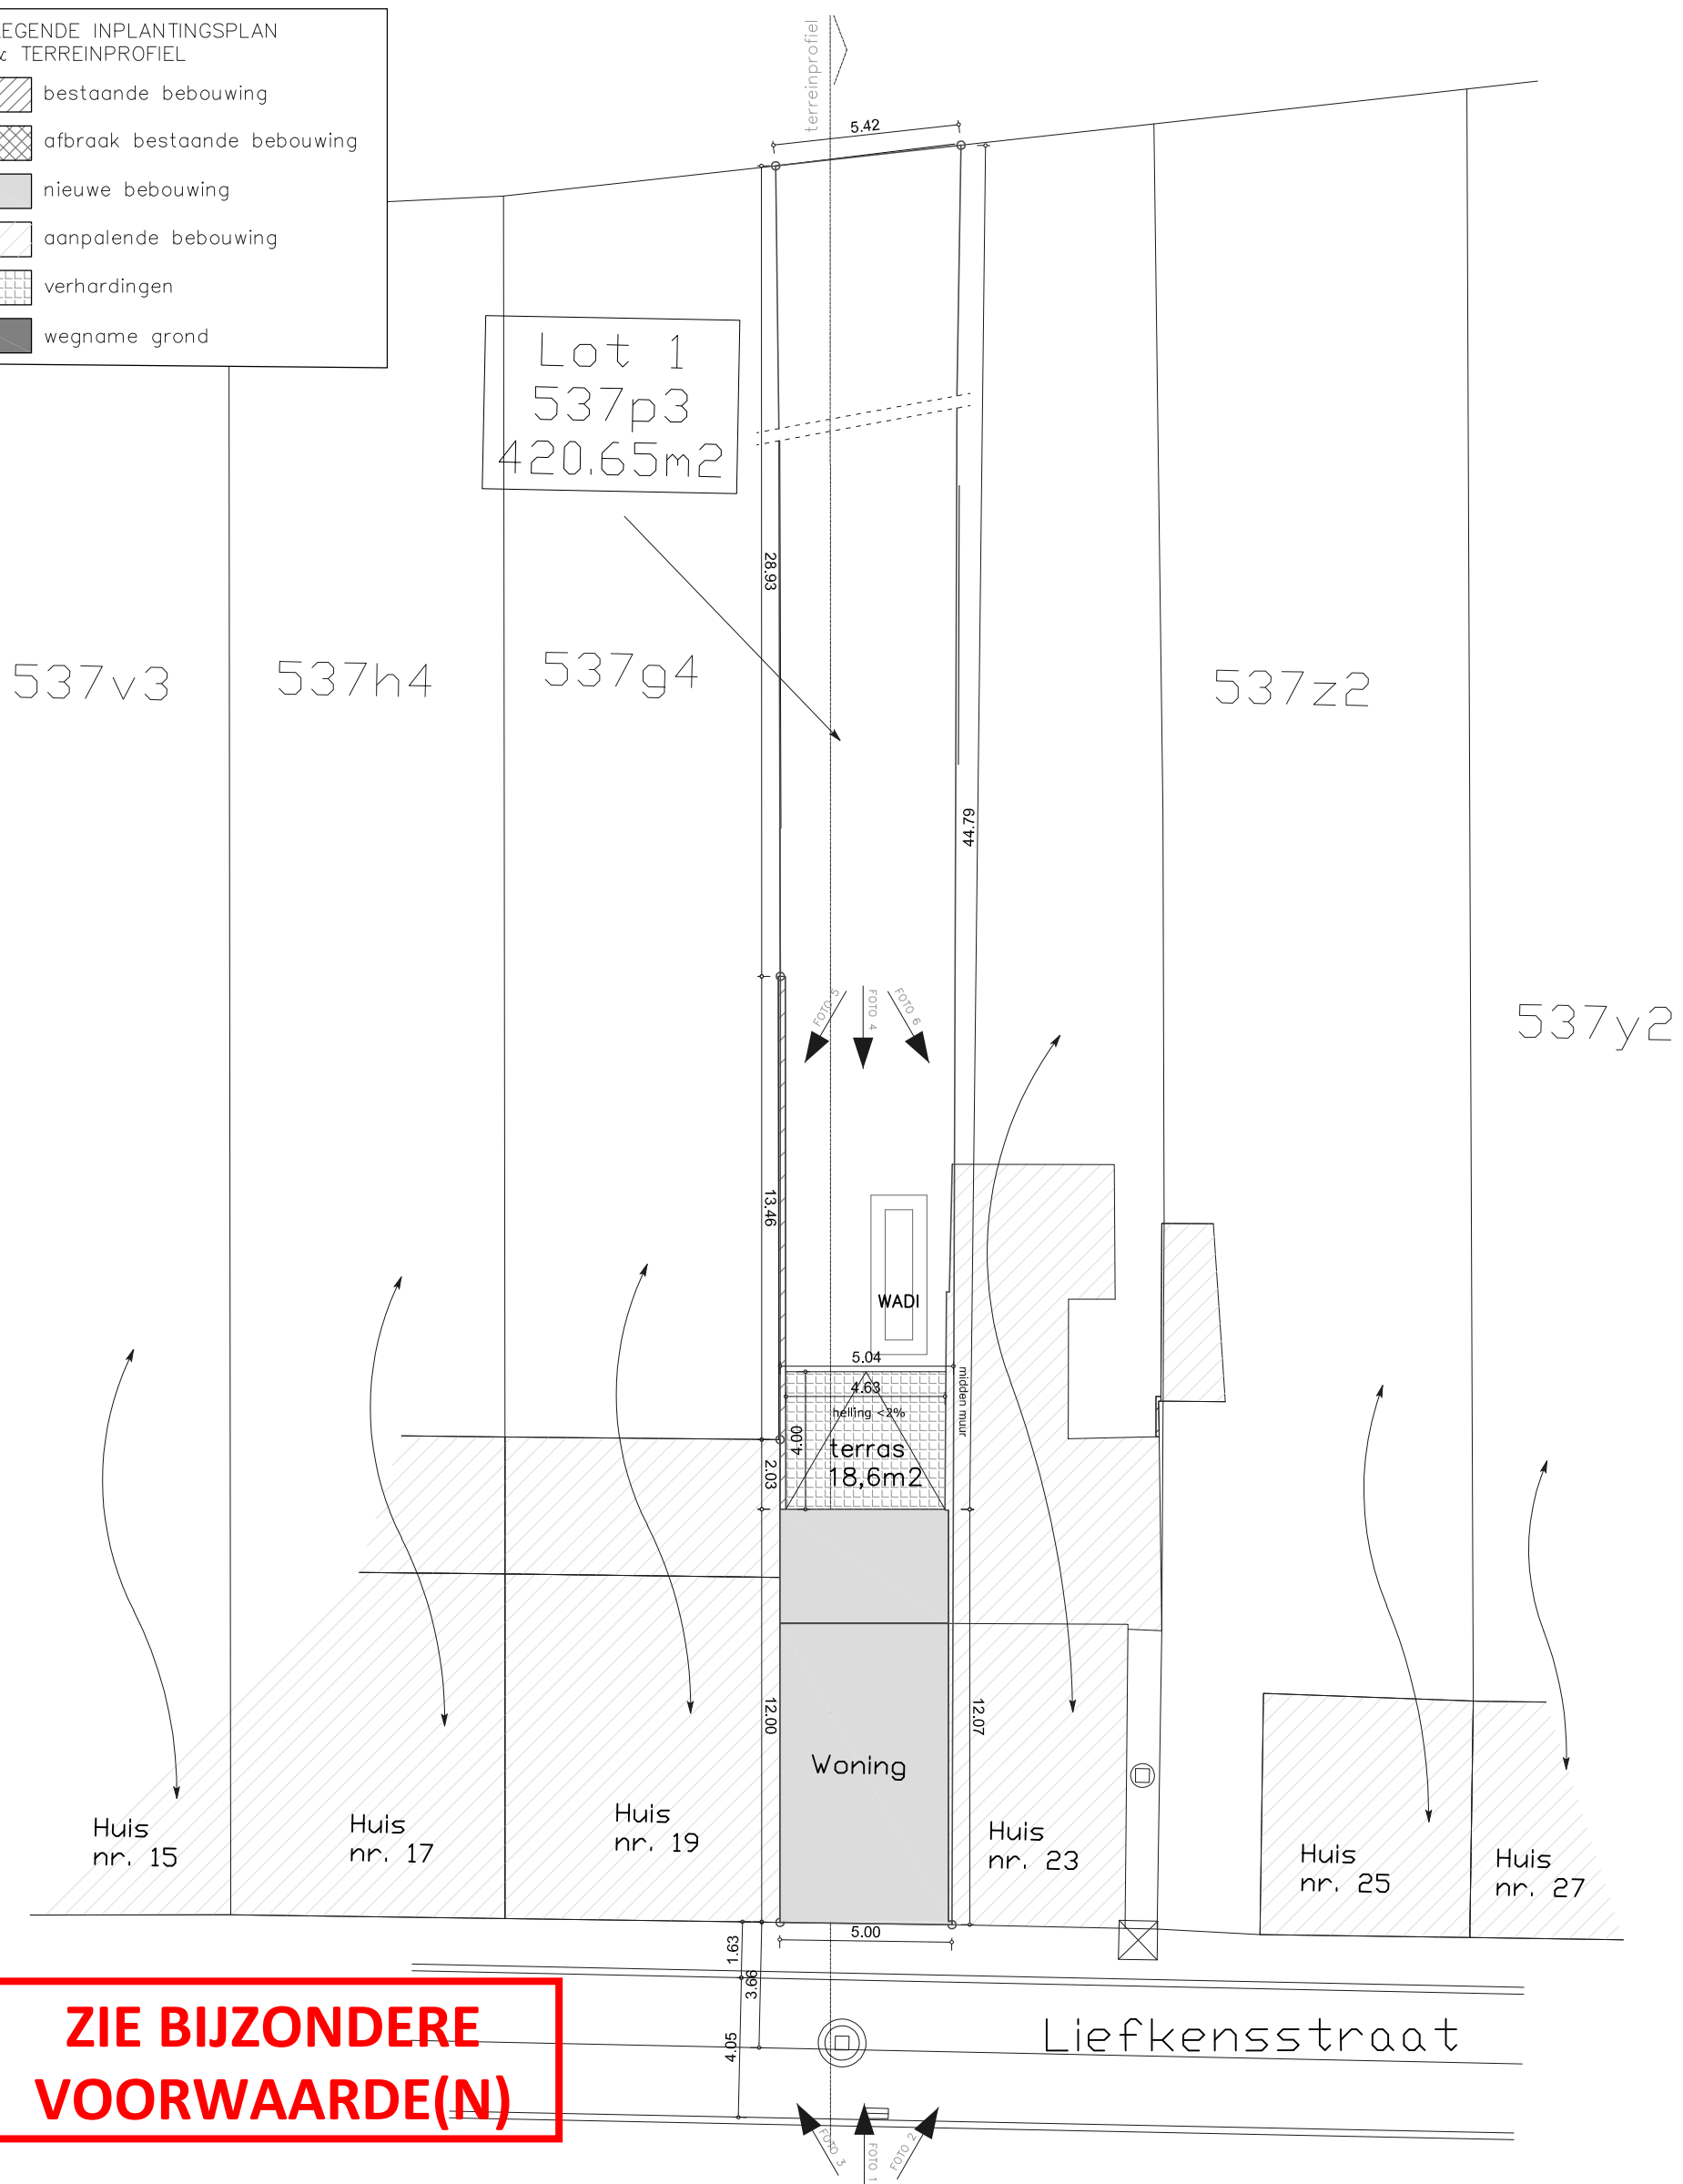 LEGENDE INPLANTINGSPLAN
& TERREINPROFIEL
bestaande bebouwing
afbraak bestaande bebouwing
nieuwe bebouwing
aanpalende bebouwing
verhardingen
wegname grond
terreinprofiel
5.42
Lot 1
537p3
420.65m2
28.93
537v3
537h4
537g4
537z2
44.79
537y2
FOTO 5
FOTO 4
FOTO 6
13.46
WADI
5.04
4.63
midden muur
helling <2%
4.00
terras
18,6m2
2.03
12.00
12.07
Woning
Huis
nr. 15
Huis
nr. 17
Huis
nr. 19
Huis
nr. 23
Huis
nr. 25
Huis
nr. 27
5.00
1.63
3.66
4.05
Liefkensstraat
ZIE BIJZONDERE
VOORWAARDE(N)
FOTO 3
FOTO 1
FOTO 2